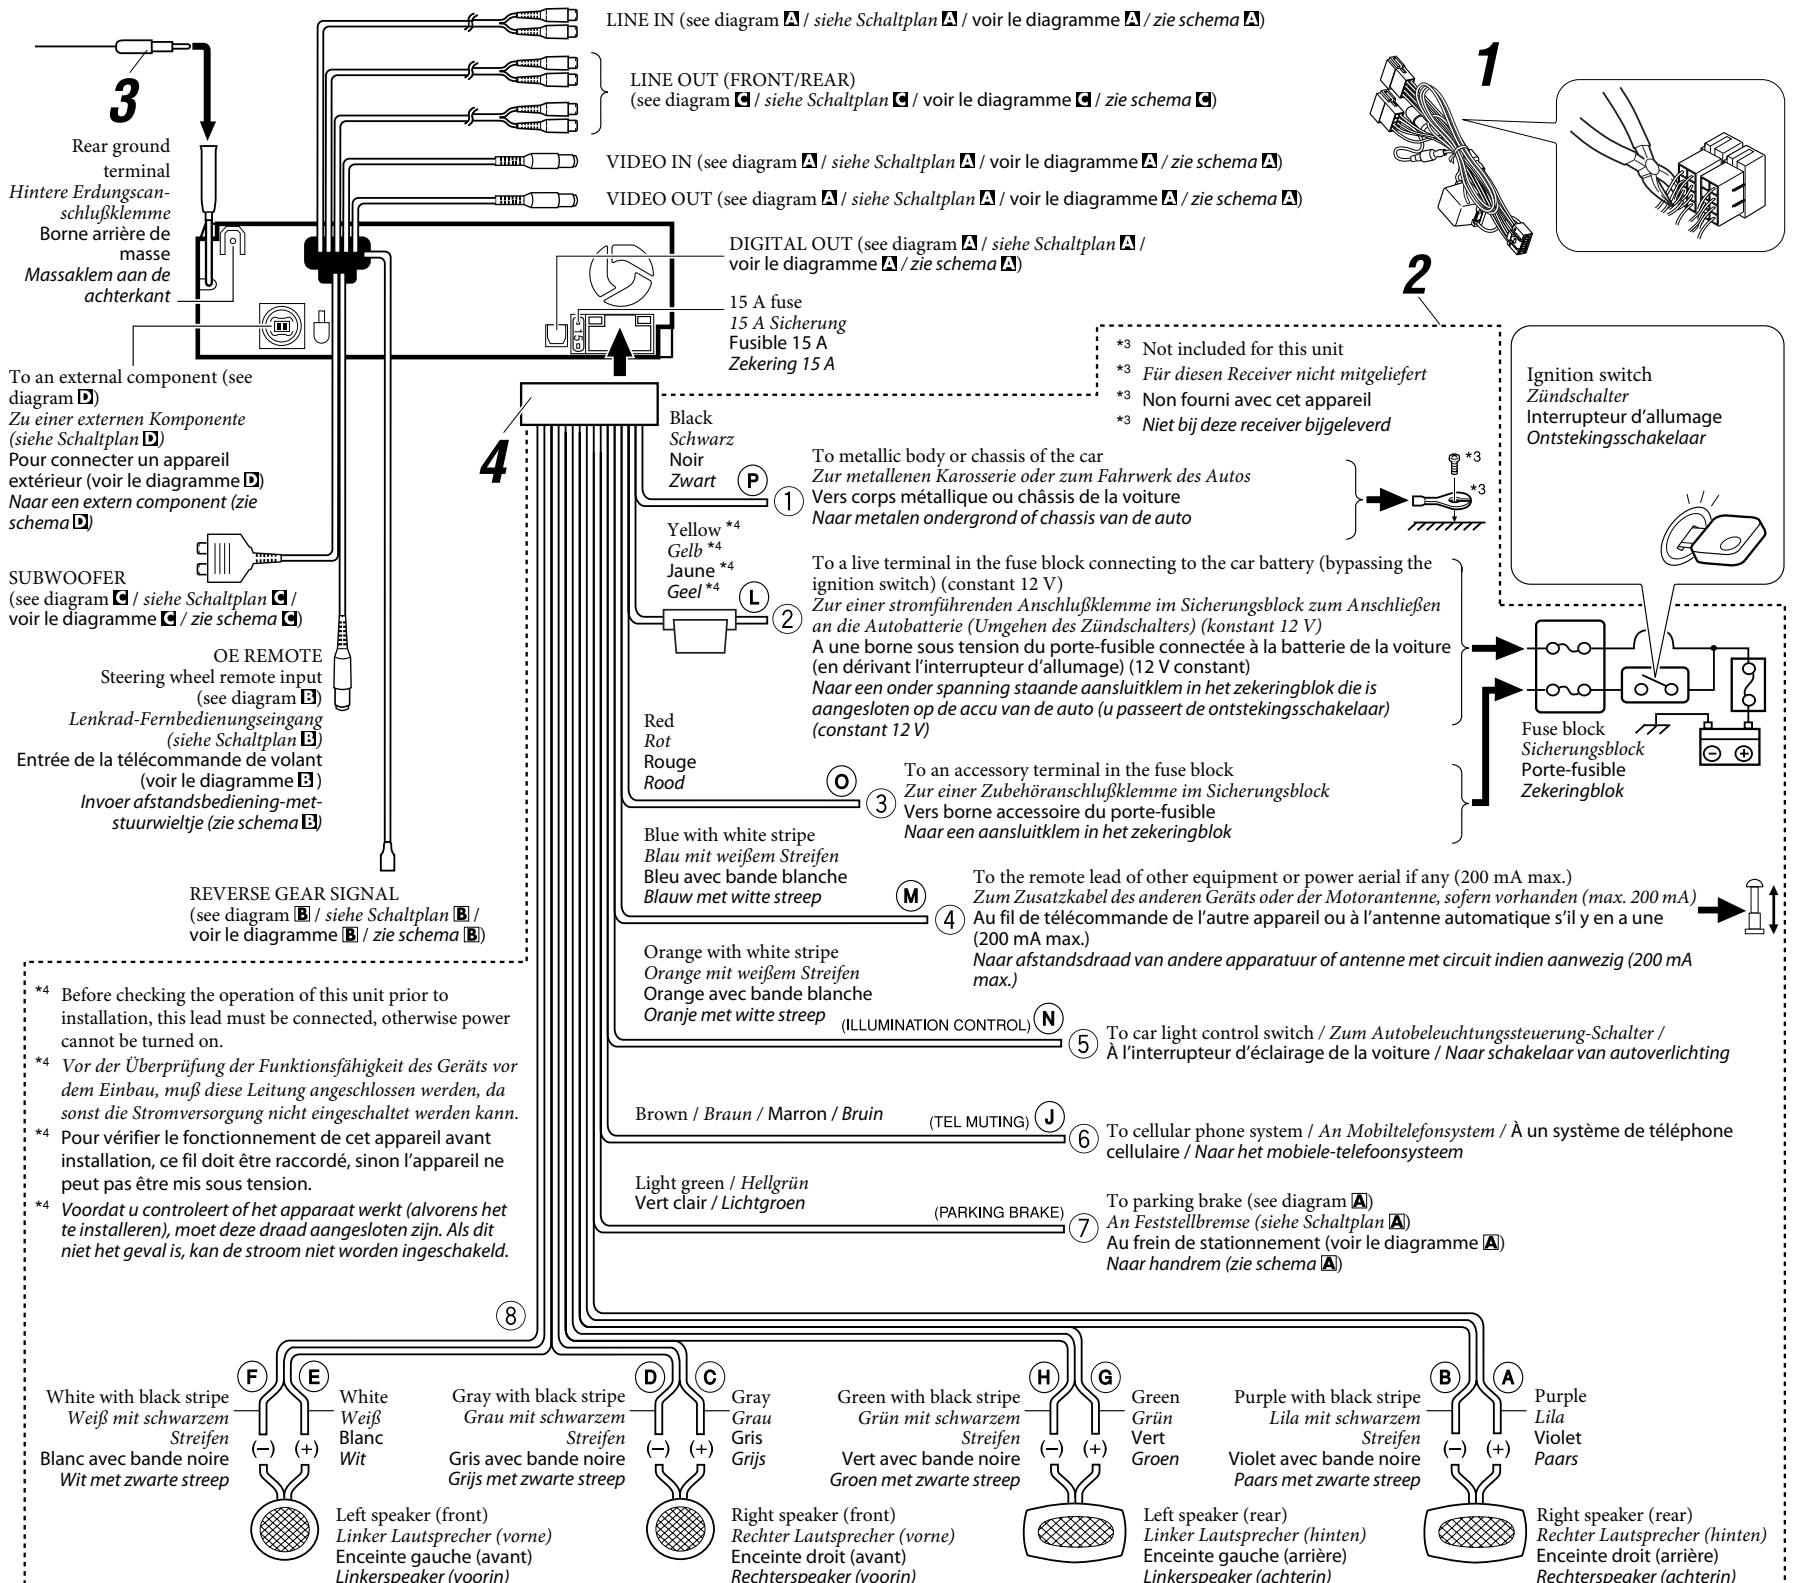 LINE IN (see diagram A / siehe Schaltplan A / voir le diagramme A / zie schema A)
1
3
LINE OUT (FRONT/REAR)
(see diagram C / siehe Schaltplan C / voir le diagramme C / zie schema C)
Rear ground
terminal
Hintere Erdungscan-
schlußklemme
Borne arrière de
masse
Massaklem aan de
achterkant
VIDEO IN (see diagram A / siehe Schaltplan A / voir le diagramme A / zie schema A)
VIDEO OUT (see diagram A / siehe Schaltplan A / voir le diagramme A / zie schema A)
DIGITAL OUT (see diagram A / siehe Schaltplan A /
voir le diagramme A / zie schema A)
2
15 A fuse
15 A Sicherung
Fusible 15 A
Zekering 15 A
15
*3 Not included for this unit
*3 Für diesen Receiver nicht mitgeliefert
*3 Non fourni avec cet appareil
*3 Niet bij deze receiver bijgeleverd
Ignition switch
Zündschalter
Interrupteur d'allumage
Ontstekingsschakelaar
To an external component (see
diagram D)
Zu einer externen Komponente
(siehe Schaltplan D)
Pour connecter un appareil
extérieur (voir le diagramme D)
Naar een extern component (zie
schema D)
4
Black
Schwarz
Noir
Zwart
P
1
To metallic body or chassis of the car
Zur metallenen Karosserie oder zum Fahrwerk des Autos
Vers corps métallique ou châssis de la voiture
Naar metalen ondergrond of chassis van de auto
*3
*3
Yellow *4
Gelb *4
Jaune *4
Geel *4
L
2
To a live terminal in the fuse block connecting to the car battery (bypassing the
ignition switch) (constant 12 V)
Zur einer stromführenden Anschlußklemme im Sicherungsblock zum Anschließen
an die Autobatterie (Umgehen des Zündschalters) (konstant 12 V)
A une borne sous tension du porte-fusible connectée à la batterie de la voiture
(en dérivant l'interrupteur d'allumage) (12 V constant)
Naar een onder spanning staande aansluitklem in het zekeringblok die is
aangesloten op de accu van de auto (u passeert de ontstekingsschakelaar)
(constant 12 V)
Fuse block
Sicherungsblock
Porte-fusible
Zekeringblok
SUBWOOFER
(see diagram C / siehe Schaltplan C /
voir le diagramme C / zie schema C)
OE REMOTE
Steering wheel remote input
(see diagram B)
Lenkrad-Fernbedienungseingang
(siehe Schaltplan B)
Entrée de la télécommande de volant
(voir le diagramme B )
Invoer afstandsbediening-met-
stuurwieltje (zie schema B)
Red
Rot
Rouge
Rood
O
3
To an accessory terminal in the fuse block
Zur einer Zubehöranschlußklemme im Sicherungsblock
Vers borne accessoire du porte-fusible
Naar een aansluitklem in het zekeringblok
REVERSE GEAR SIGNAL
(see diagram B / siehe Schaltplan B /
voir le diagramme B / zie schema B)
Blue with white stripe
Blau mit weißem Streifen
Bleu avec bande blanche
Blauw met witte streep
M
4
To the remote lead of other equipment or power aerial if any (200 mA max.)
Zum Zusatzkabel des anderen Geräts oder der Motorantenne, sofern vorhanden (max. 200 mA)
Au fil de télécommande de l'autre appareil ou à l'antenne automatique s'il y en a une
(200 mA max.)
Naar afstandsdraad van andere apparatuur of antenne met circuit indien aanwezig (200 mA
max.)
Orange with white stripe
Orange mit weißem Streifen
Orange avec bande blanche
Oranje met witte streep
(ILLUMINATION CONTROL) N
5
To car light control switch / Zum Autobeleuchtungssteuerung-Schalter /
À l'interrupteur d'éclairage de la voiture / Naar schakelaar van autoverlichting
*4 Before checking the operation of this unit prior to
installation, this lead must be connected, otherwise power
cannot be turned on.
*4 Vor der Überprüfung der Funktionsfähigkeit des Geräts vor
dem Einbau, muß diese Leitung angeschlossen werden, da
sonst die Stromversorgung nicht eingeschaltet werden kann.
*4 Pour vérifier le fonctionnement de cet appareil avant
installation, ce fil doit être raccordé, sinon l'appareil ne
peut pas être mis sous tension.
*4 Voordat u controleert of het apparaat werkt (alvorens het
te installeren), moet deze draad aangesloten zijn. Als dit
niet het geval is, kan de stroom niet worden ingeschakeld.
Brown / Braun / Marron / Bruin
(TEL MUTING) J
6
To cellular phone system / An Mobiltelefonsystem / À un système de téléphone
cellulaire / Naar het mobiele-telefoonsysteem
Light green / Hellgrün
Vert clair / Lichtgroen
(PARKING BRAKE)
7
To parking brake (see diagram A)
An Feststellbremse (siehe Schaltplan A)
Au frein de stationnement (voir le diagramme A)
Naar handrem (zie schema A)
8
F E
White with black stripe
Weiß mit schwarzem
Streifen
Blanc avec bande noire
Wit met zwarte streep
(−) (+)
White
Weiß
Blanc
Wit
Left speaker (front)
Linker Lautsprecher (vorne)
Enceinte gauche (avant)
Linkerspeaker (voorin)
D C
Gray with black stripe
Grau mit schwarzem
Streifen
Gris avec bande noire
Grijs met zwarte streep
(−) (+)
Gray
Grau
Gris
Grijs
Right speaker (front)
Rechter Lautsprecher (vorne)
Enceinte droit (avant)
Rechterspeaker (voorin)
H G
Green with black stripe
Grün mit schwarzem
Streifen
Vert avec bande noire
Groen met zwarte streep
(−) (+)
Green
Grün
Vert
Groen
Left speaker (rear)
Linker Lautsprecher (hinten)
Enceinte gauche (arrière)
Linkerspeaker (achterin)
B A
Purple with black stripe
Lila mit schwarzem
Streifen
Violet avec bande noire
Paars met zwarte streep
(−) (+)
Purple
Lila
Violet
Paars
Right speaker (rear)
Rechter Lautsprecher (hinten)
Enceinte droit (arrière)
Rechterspeaker (achterin)